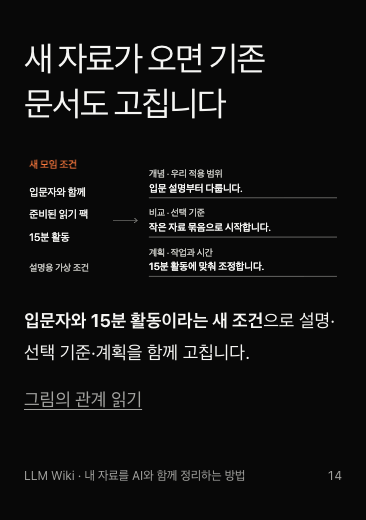 새 자료가 오면 기존
문서도 고칩니다
새 모임 조건
입문자와 함께
준비된 읽기 팩
15분 활동
설명용 가상 조건
개념 · 우리 적용 범위
입문 설명부터 다룹니다.
비교 · 선택 기준
작은 자료 묶음으로 시작합니다.
계획 · 작업과 시간
15분 활동에 맞춰 조정합니다.
입문자와 15분 활동이라는 새 조건으로 설명·
선택 기준·계획을 함께 고칩니다.
그림의 관계 읽기
LLM Wiki · 내 자료를 AI와 함께 정리하는 방법
14